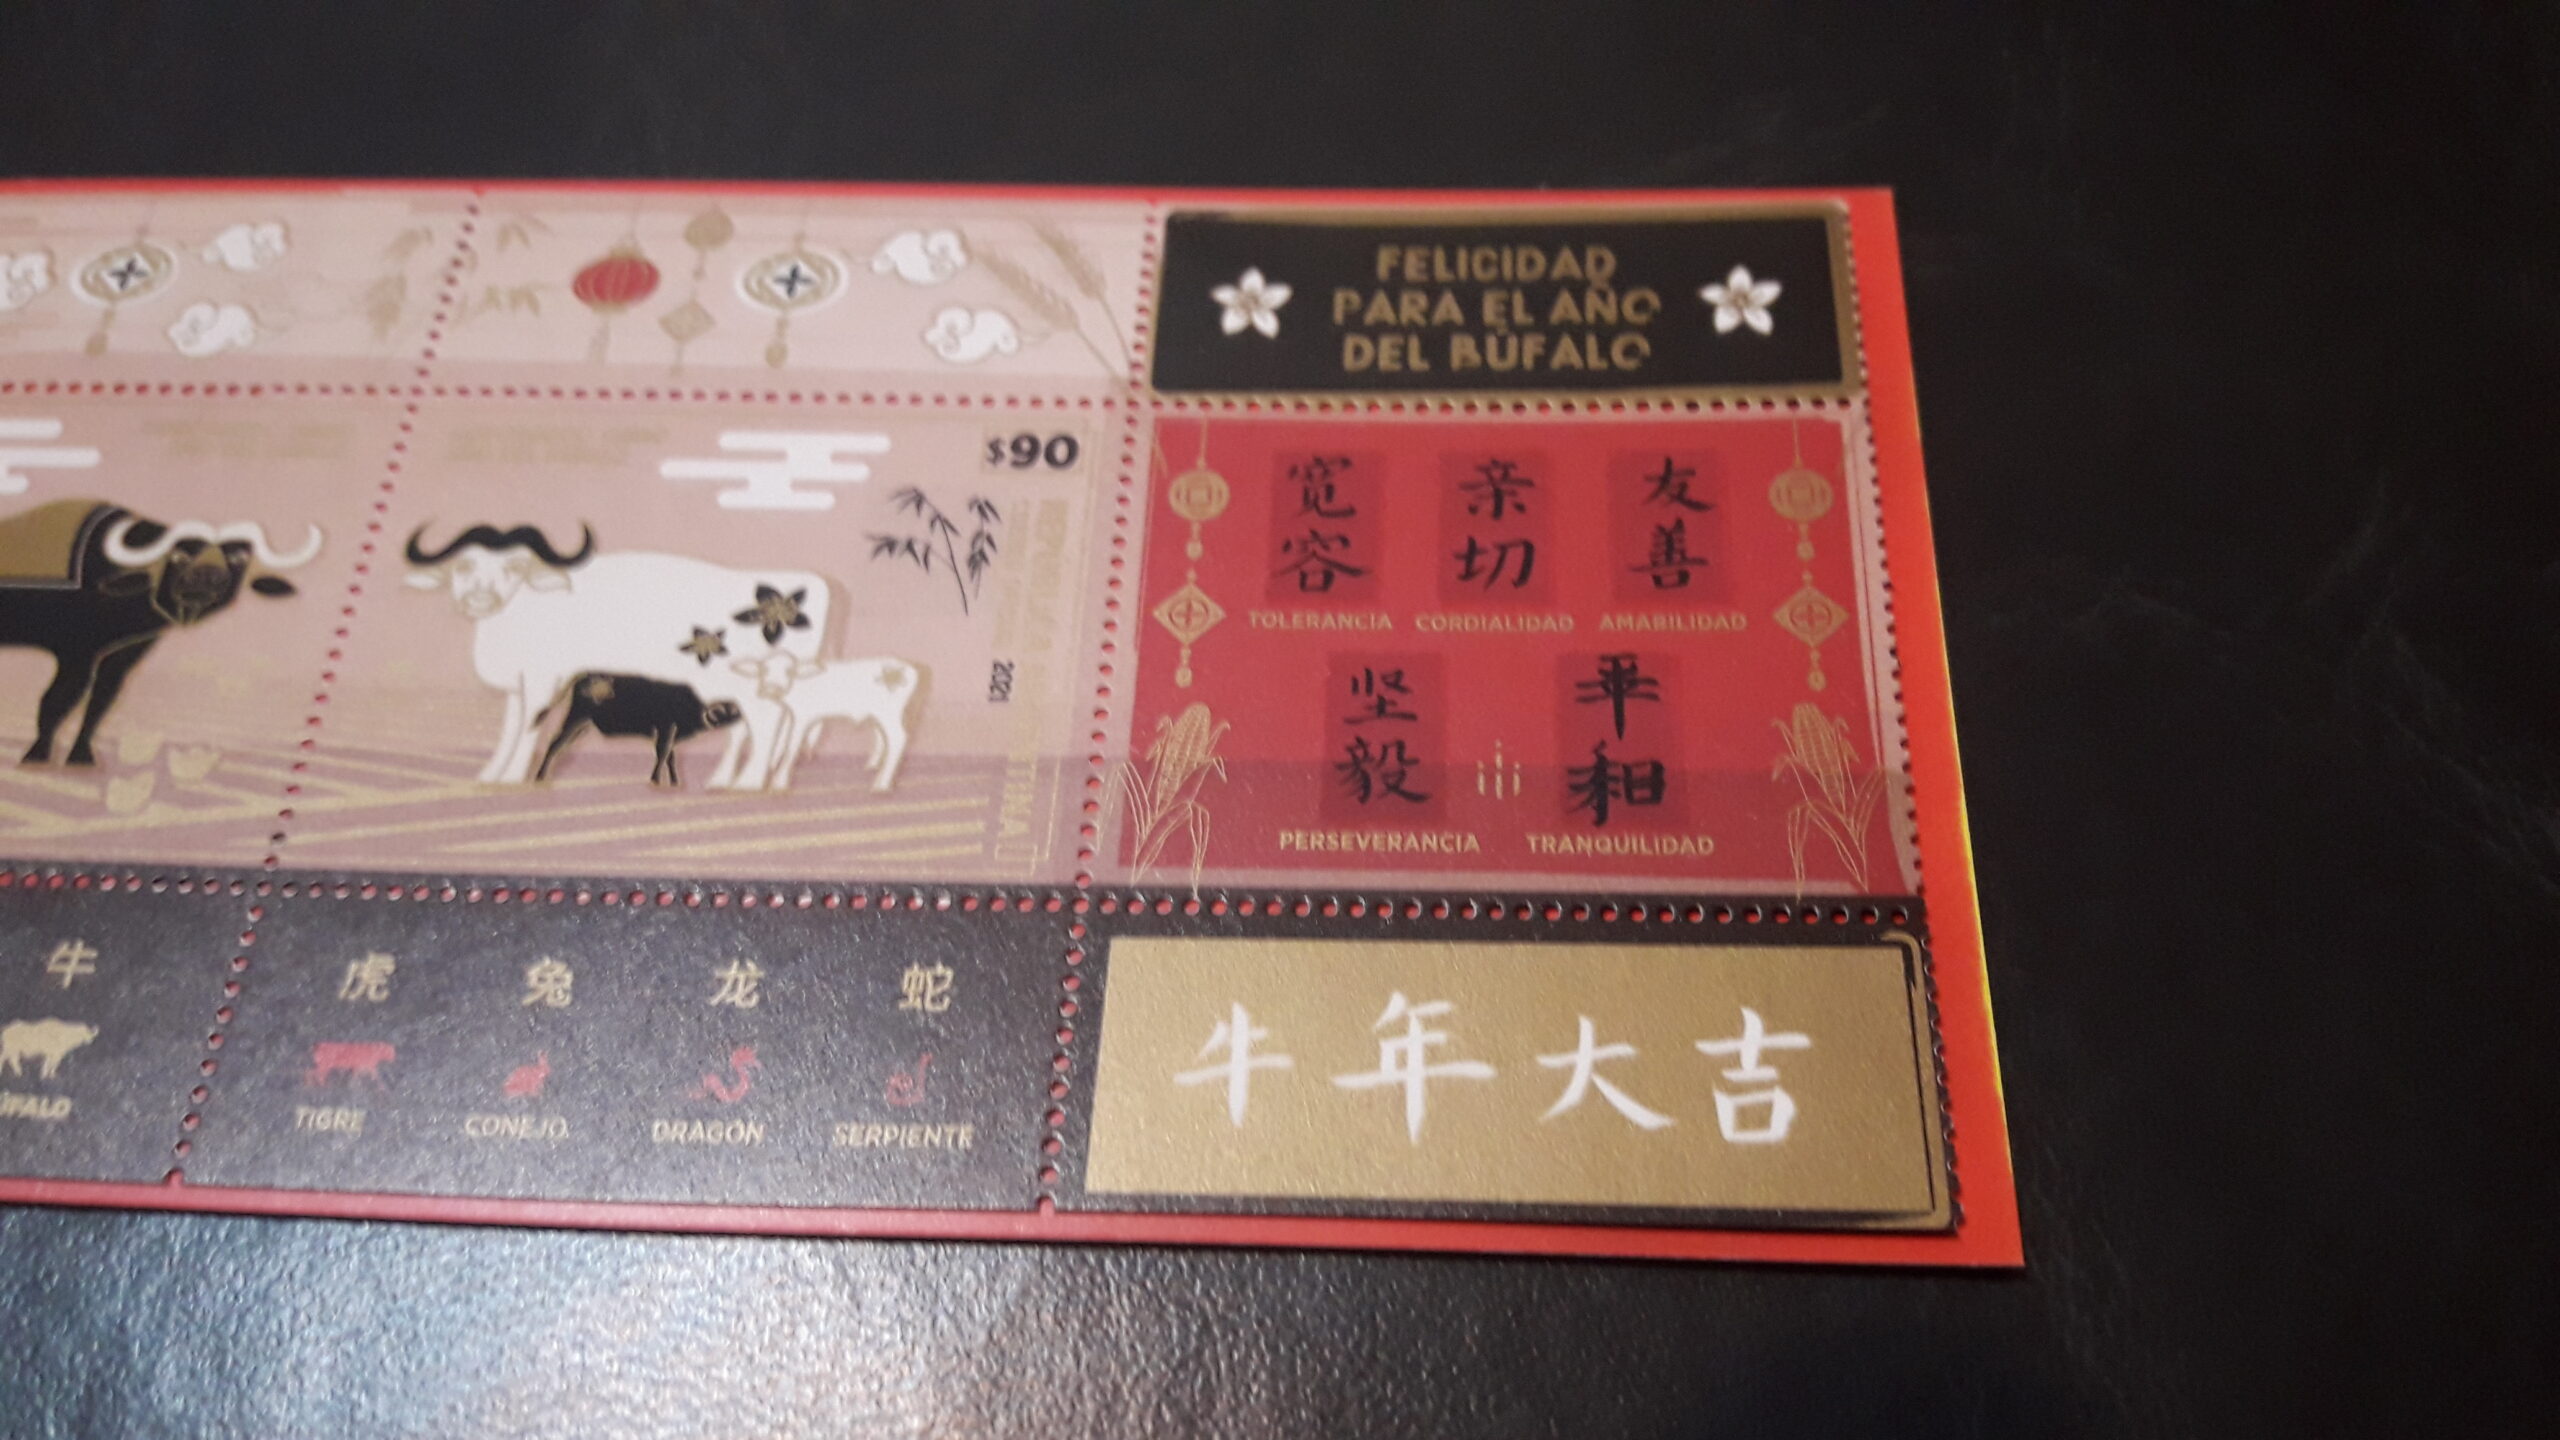 FELICIDAD
PARA EL AÑO
DEL BÚFALO
$90
2021
宽容 亲切 友善
TOLERANCIA CORDIALIDAD AMABILIDAD
坚毅 平和
PERSEVERANCIA TRANQUILIDAD
牛 虎 兔 龙 蛇
TIGRE CONEJO DRAGÓN SERPIENTE
牛年大吉